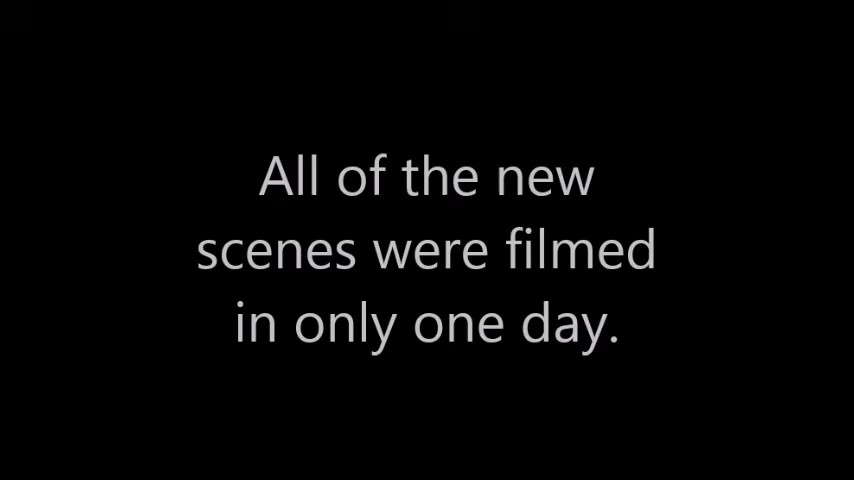 All of the new
scenes were filmed
in only one day.